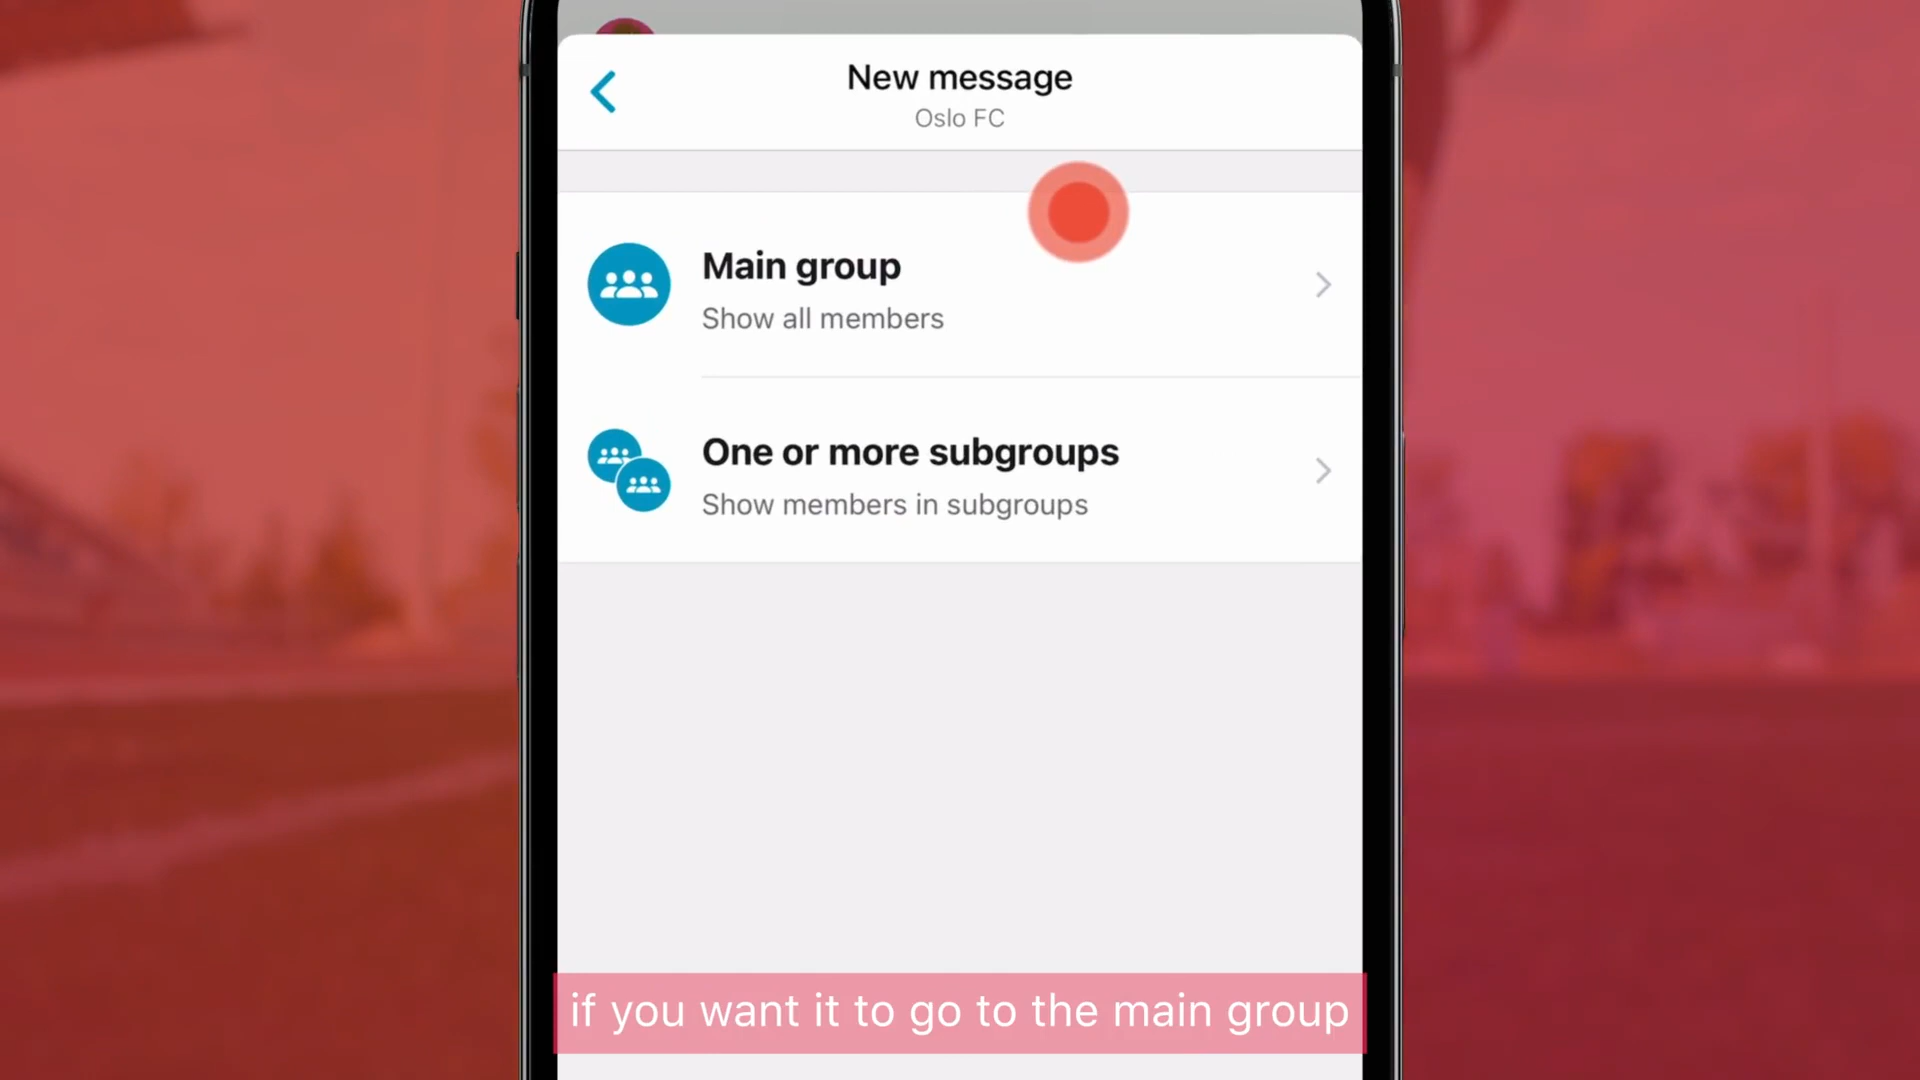 New message
Oslo FC
Main group
Show all members
One or more subgroups
Show members in subgroups
if you want it to go to the main group